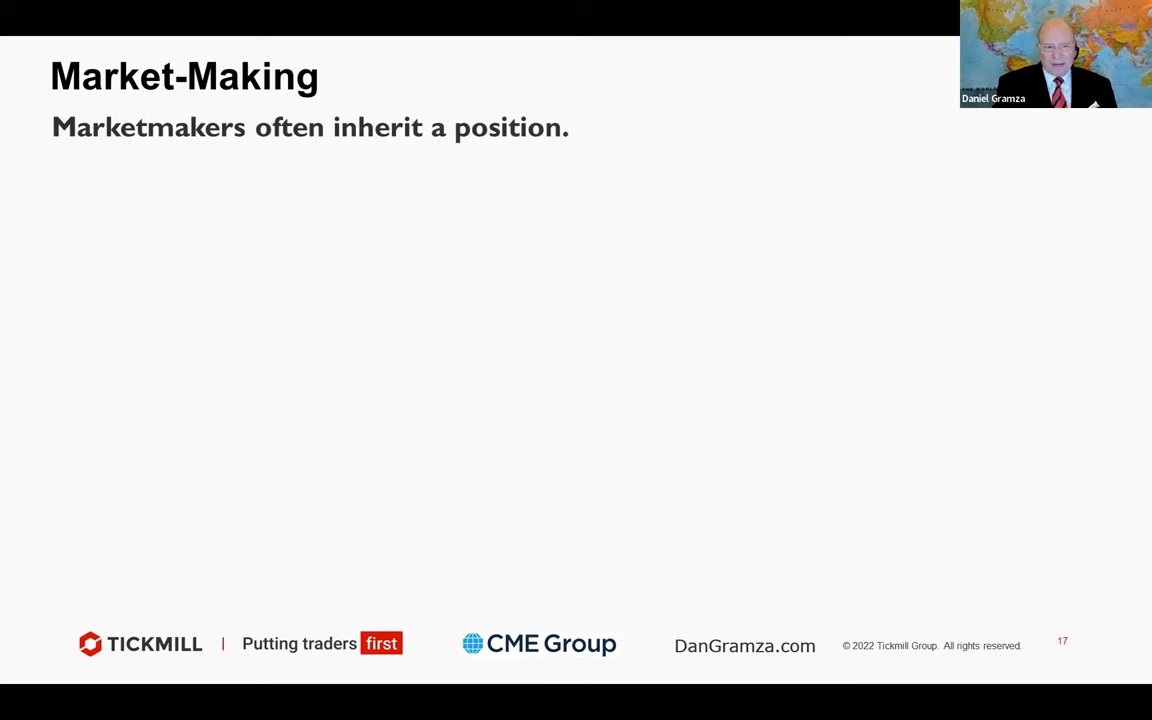 Market-Making
Marketmakers often inherit a position.
Daniel Gramza
TICKMILL | Putting traders first
CME Group
DanGramza.com
© 2022 Tickmill Group. All rights reserved.
17